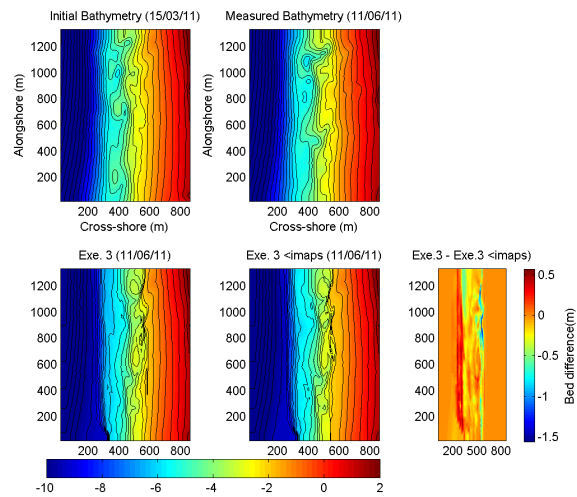 Initial Bathymetry (15/03/11) Measured Bathymetry (11/06/11)
1200 1200
1000 1000
800 800
600 600
400 400
200 200
Alongshore (m) Alongshore (m)
200 400 600 800 200 400 600 800
Cross-shore (m) Cross-shore (m)
Exe. 3 (11/06/11) Exe. 3 <imaps (11/06/11) Exe.3 - Exe.3 <imaps)
1200 1200 1200 0.5
1000 1000 1000 0
800 800 800
600 600 600 -0.5
400 400 400 -1
200 200 200 -1.5
Bed difference(m)
200 400 600 800 200 400 600 800 200 500 800
-10 -8 -6 -4 -2 0 2